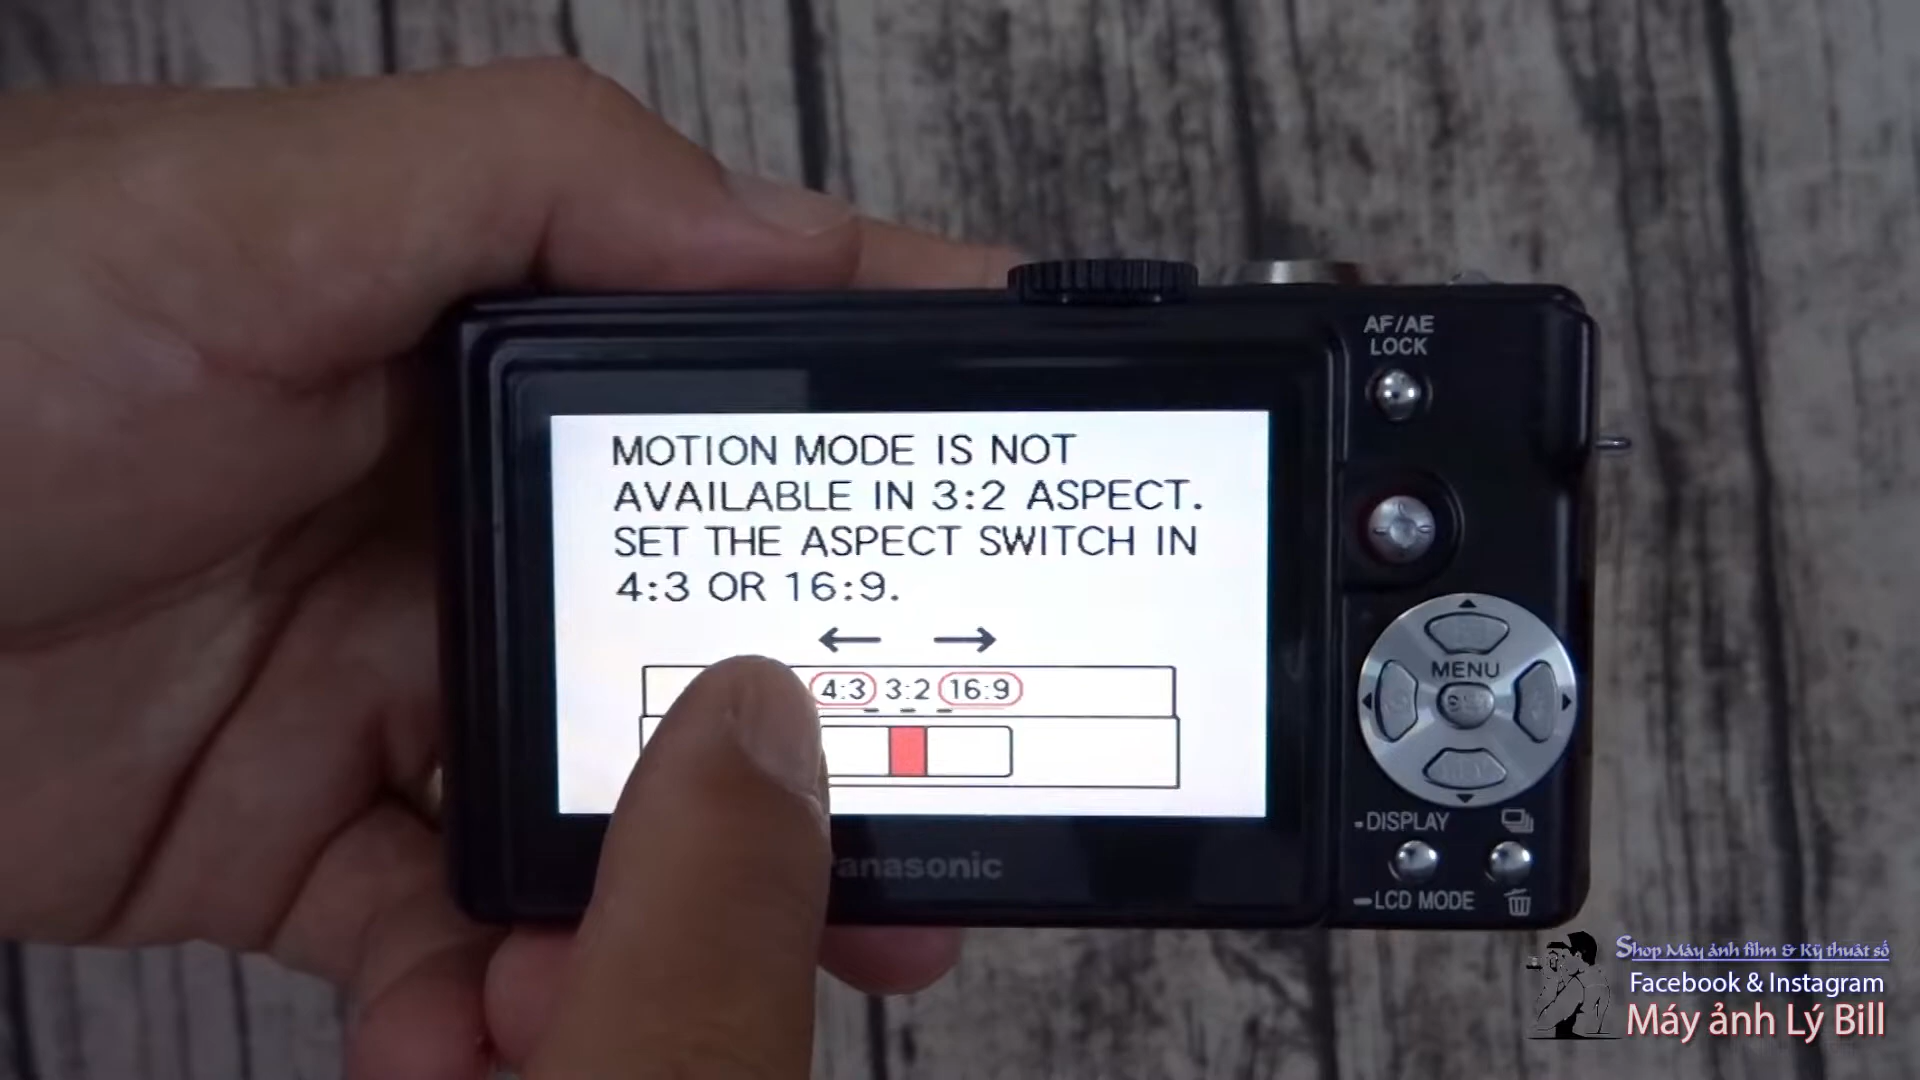 AF/AE
LOCK
MOTION MODE IS NOT
AVAILABLE IN 3:2 ASPECT.
SET THE ASPECT SWITCH IN
4:3 OR 16:9.
4:3 3:2 16:9
MENU
SET
DISPLAY
LCD MODE
Panasonic
Shop Máy ảnh film & Kỹ thuật số
Facebook & Instagram
Máy ảnh Lý Bill